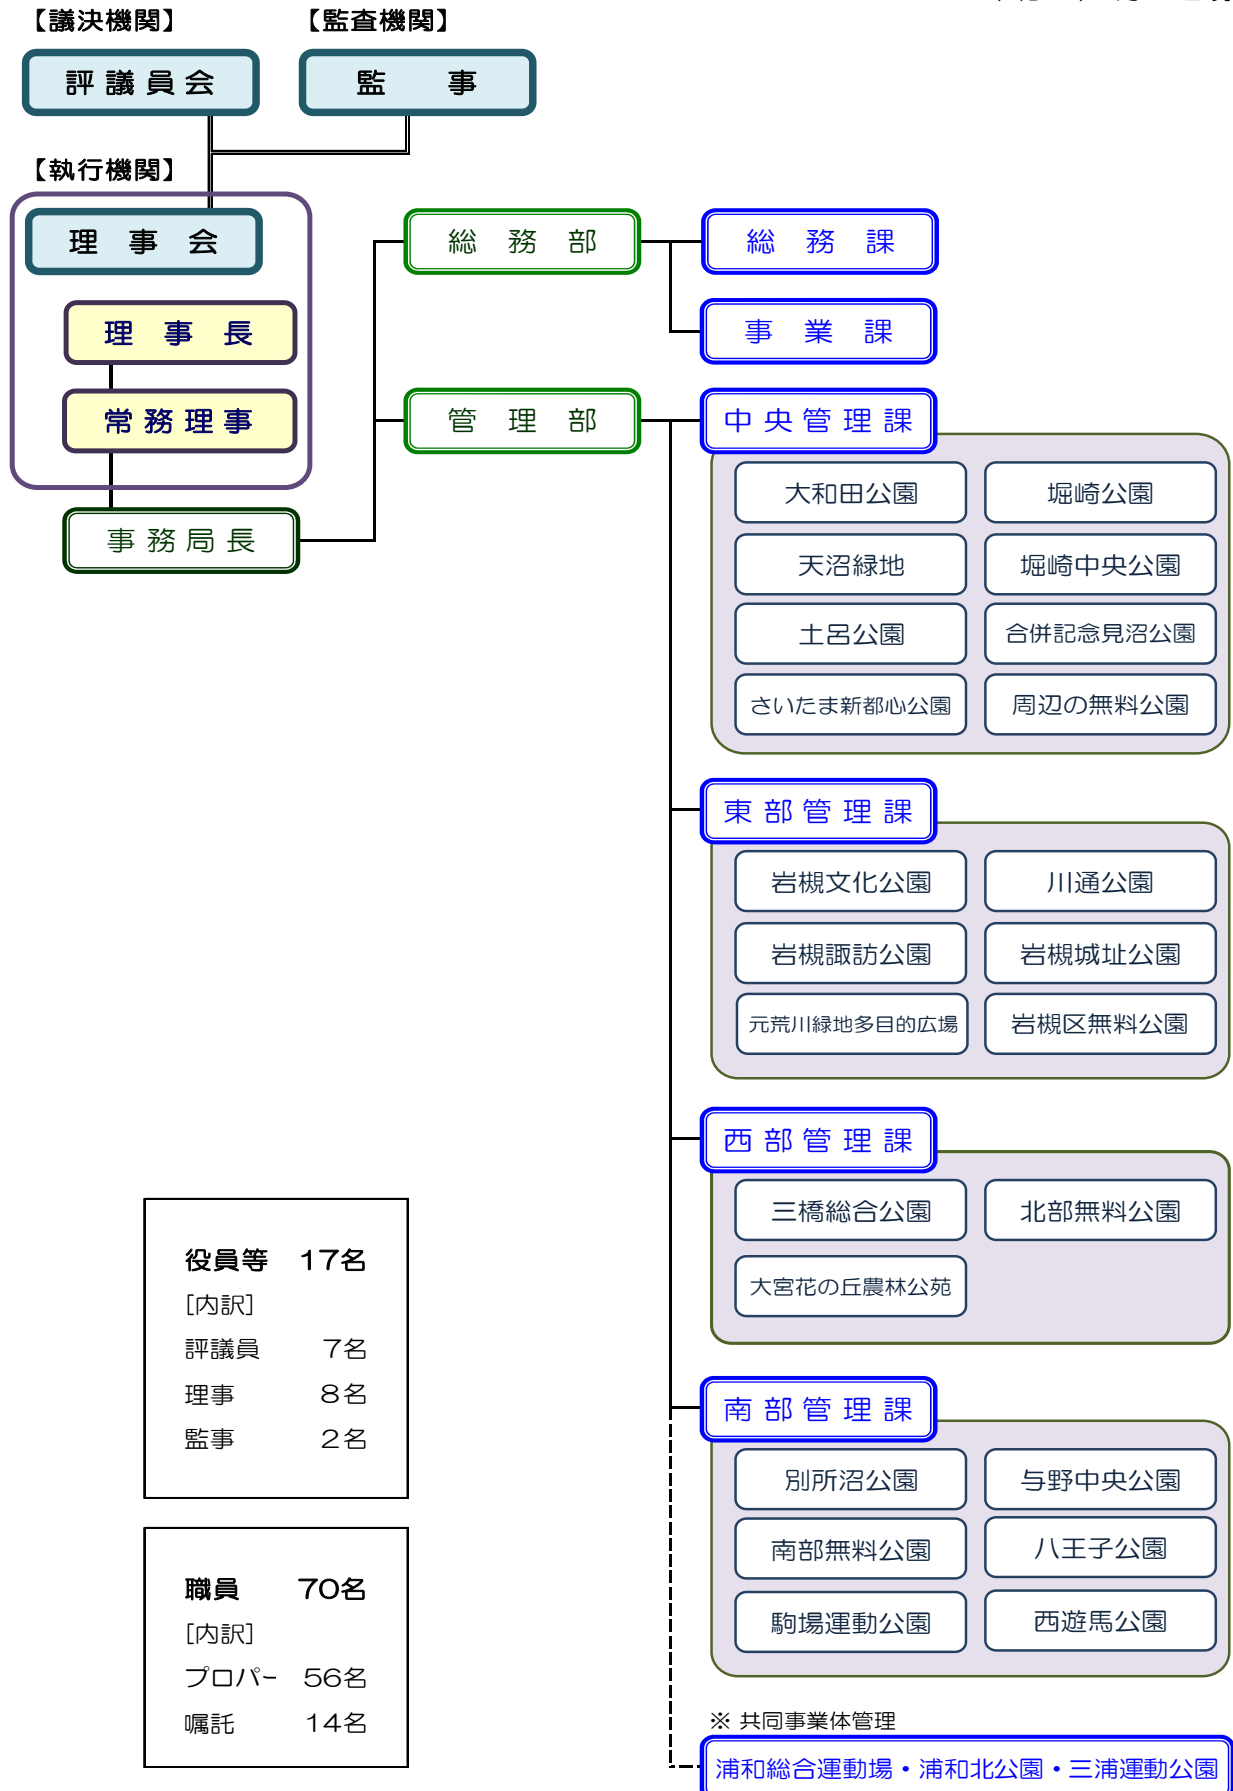 【議決機関】
【監査機関】
評議員会
監　事
【執行機関】
理事会
理事長
常務理事
事務局長
総務部
総務課
事業課
管理部
中央管理課
大和田公園
堀崎公園
天沼緑地
堀崎中央公園
土呂公園
合併記念見沼公園
さいたま新都心公園
周辺の無料公園
東部管理課
岩槻文化公園
川通公園
岩槻諏訪公園
岩槻城址公園
元荒川緑地多目的広場
岩槻区無料公園
西部管理課
三橋総合公園
北部無料公園
大宮花の丘農林公苑
南部管理課
別所沼公園
与野中央公園
南部無料公園
八王子公園
駒場運動公園
西遊馬公園
※ 共同事業体管理
浦和総合運動場・浦和北公園・三浦運動公園
役員等　17名
[内訳]
評議員　7名
理事　8名
監事　2名
職員　70名
[内訳]
プロパー　56名
嘱託　14名